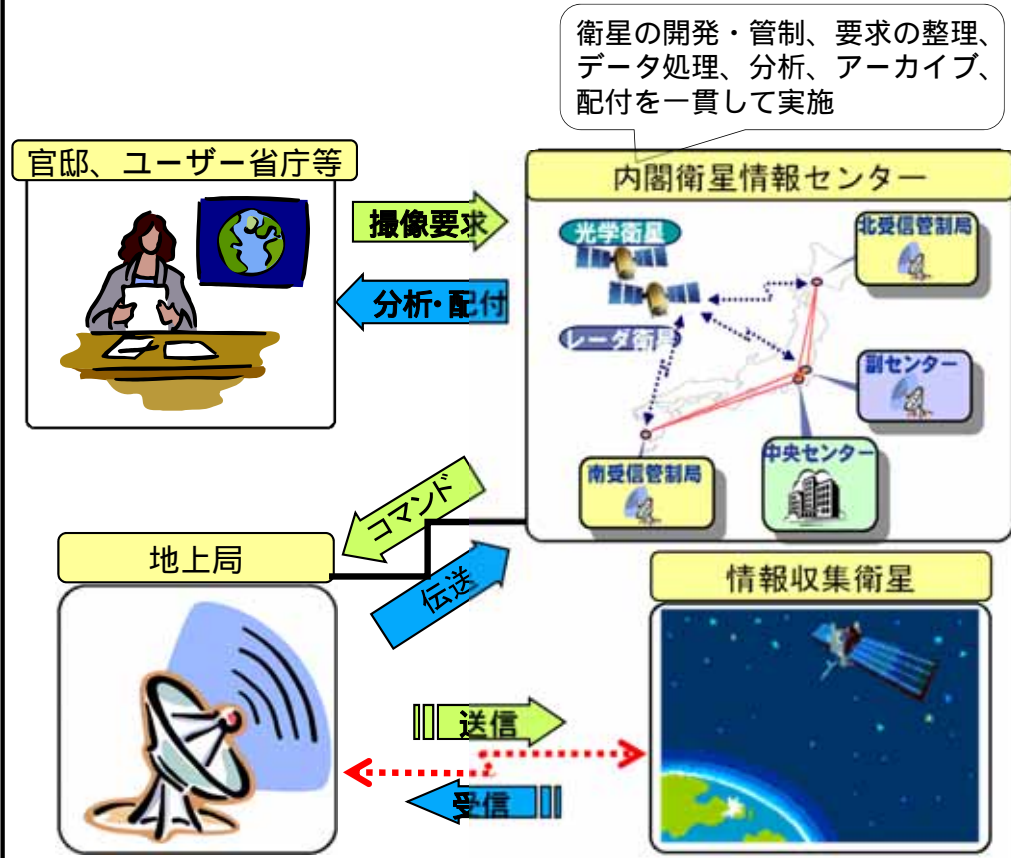 衛星の開発・管制、要求の整理、
データ処理、分析、アーカイブ、
配付を一貫して実施
官邸、ユーザー省庁等
内閣衛星情報センター
撮像要求
分析・配付
光学衛星
レーダ衛星
北受信管制局
副センター
中央センター
南受信管制局
コマンド
伝送
地上局
情報収集衛星
送信
受信